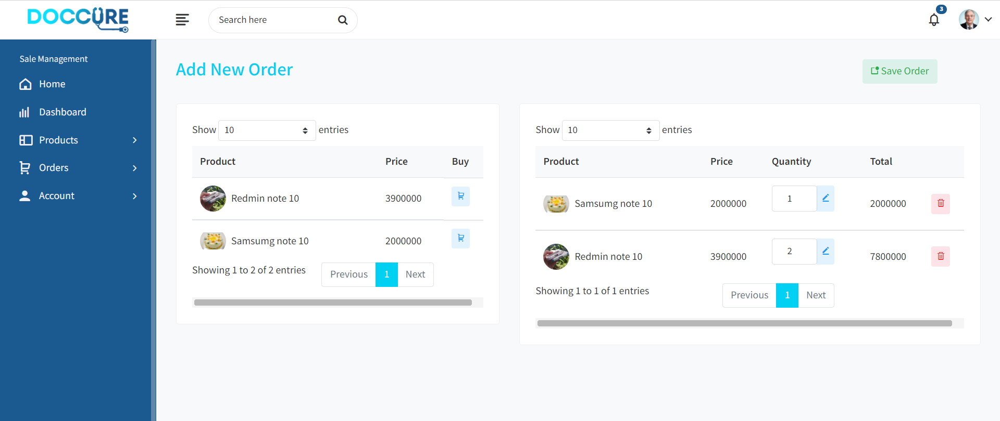 DOCCURE
Search here
3
Sale Management
Home
Dashboard
Products
Orders
Account
Add New Order
Save Order
Show 10 entries
Product Price Buy
Redmin note 10 3900000
Samsumg note 10 2000000
Showing 1 to 2 of 2 entries Previous 1 Next
Show 10 entries
Product Price Quantity Total
Samsumg note 10 2000000 1 2000000
Redmin note 10 3900000 2 7800000
Showing 1 to 1 of 1 entries Previous 1 Next